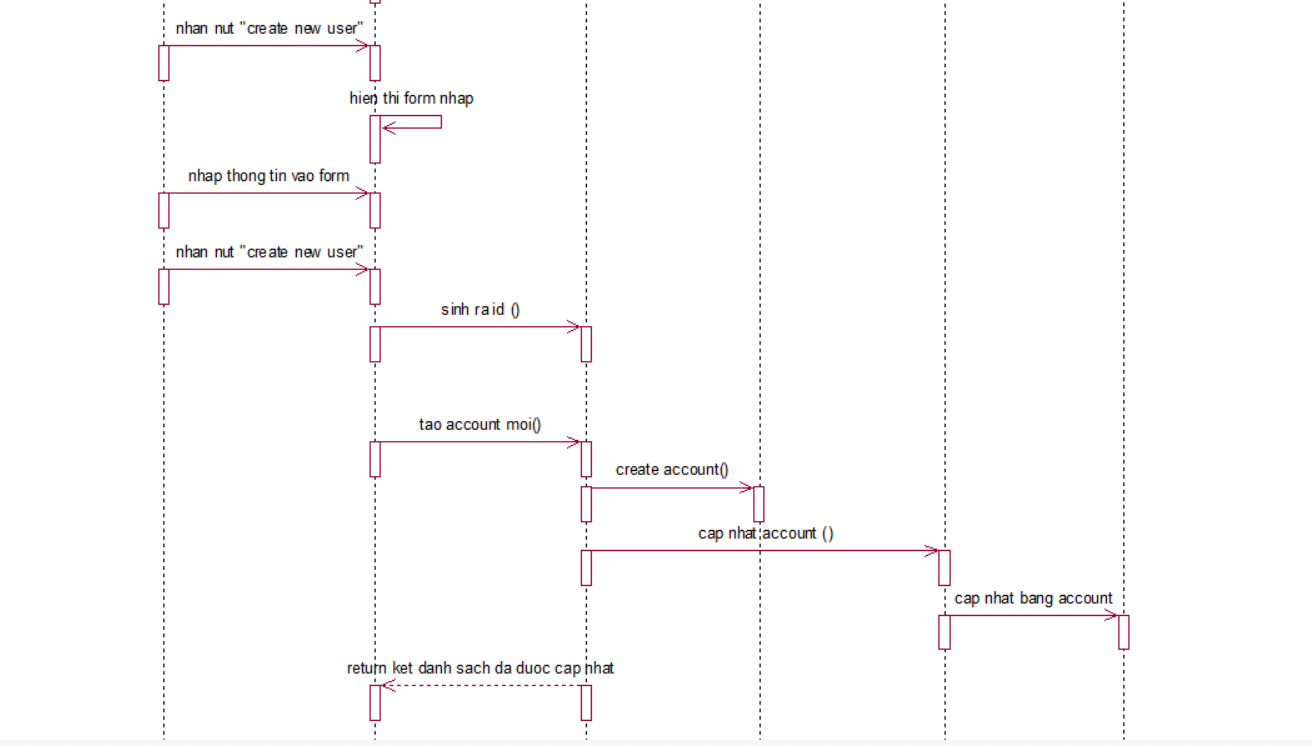 nhan nut "create new user"
hien thi form nhap
nhap thong tin vao form
nhan nut "create new user"
sinh ra id ()
tao account moi()
create account()
cap nhat account ()
cap nhat bang account
return ket danh sach da duoc cap nhat